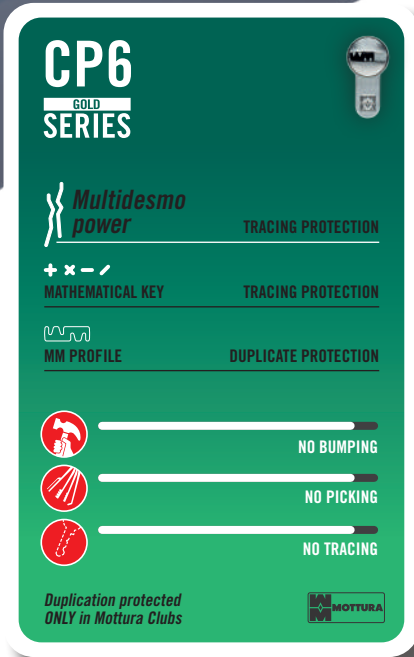 CP6
GOLD
SERIES
Multidesmo
power
TRACING PROTECTION
MATHEMATICAL KEY TRACING PROTECTION
MM PROFILE DUPLICATE PROTECTION
NO BUMPING
NO PICKING
NO TRACING
Duplication protected
ONLY in Mottura Clubs
MOTTURA